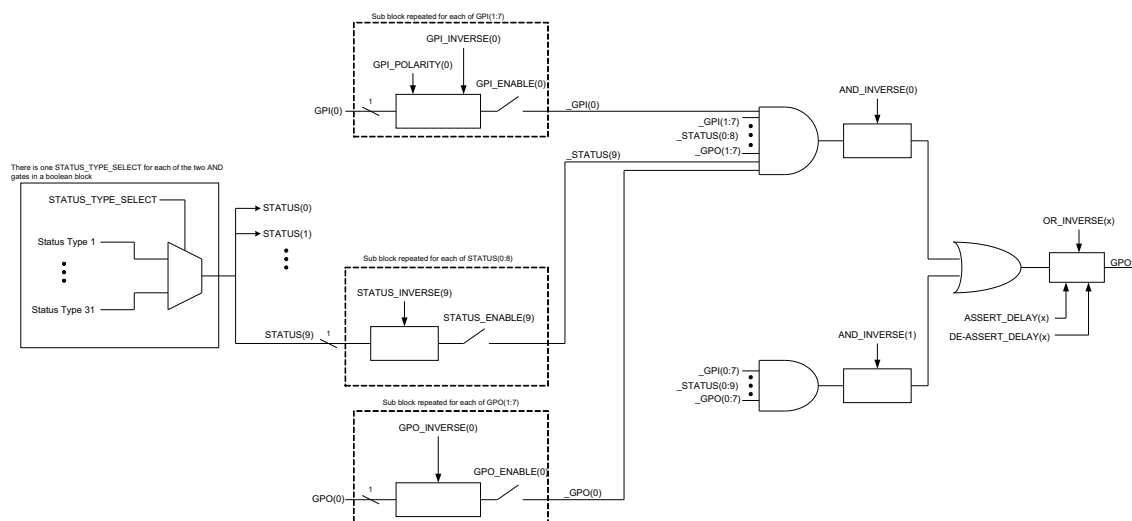 Sub block repeated for each of GPI(1:7)
GPI_INVERSE(0)
GPI_POLARITY(0)
GPI_ENABLE(0)
GPI(0)
1
_GPI(0)
_GPI(1:7)
_STATUS(0:8)
_GPO(1:7)
_STATUS(9)
AND_INVERSE(0)
There is one STATUS_TYPE_SELECT for each of the two AND
gates in a boolean block
STATUS_TYPE_SELECT
Status Type 1
Status Type 31
STATUS(0)
STATUS(1)
Sub block repeated for each of STATUS(0:8)
STATUS_INVERSE(9)
STATUS_ENABLE(9)
STATUS(9)
1
OR_INVERSE(x)
GPO
ASSERT_DELAY(x)
DE-ASSERT_DELAY(x)
AND_INVERSE(1)
_GPI(0:7)
_STATUS(0:9)
_GPO(0:7)
Sub block repeated for each of GPO(1:7)
GPO_INVERSE(0)
GPO_ENABLE(0)
GPO(0)
1
_GPO(0)